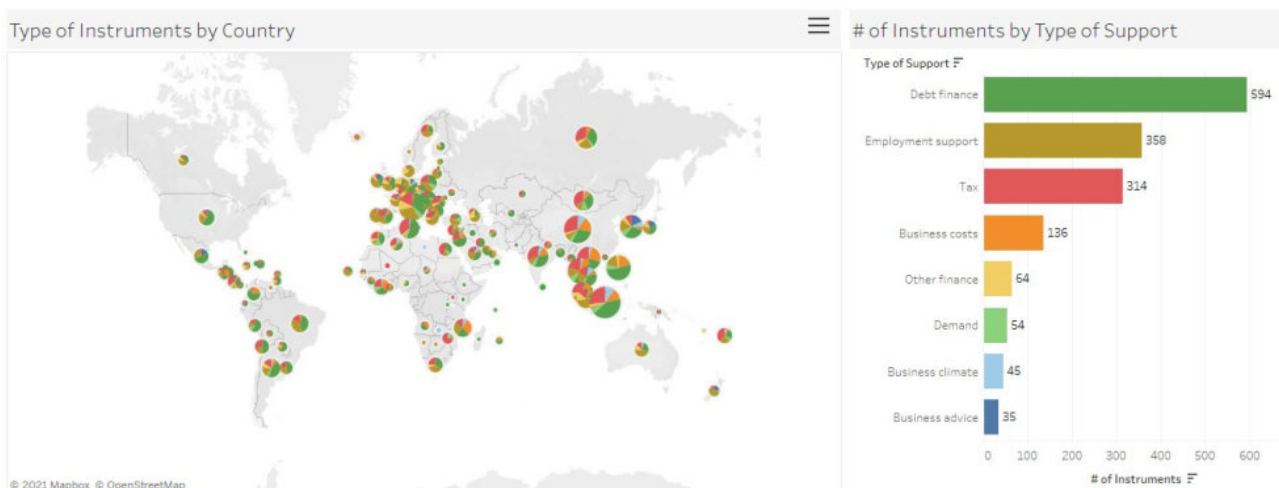 Type of Instruments by Country
# of Instruments by Type of Support
Type of Support
Debt finance
594
Employment support
358
Tax
314
Business costs
136
Other finance
64
Demand
54
Business climate
45
Business advice
35
0 100 200 300 400 500 600
# of Instruments
© 2021 Mapbox © OpenStreetMap